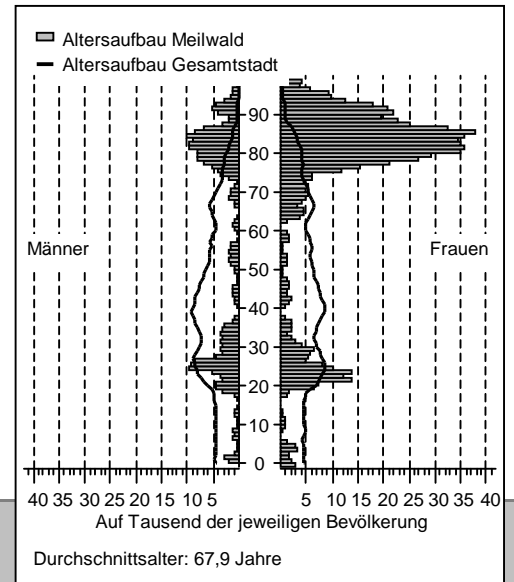 Altersaufbau Meilwald
Altersaufbau Gesamtstadt
90
80
70
60
Männer Frauen
50
40
30
20
10
0
40 35 30 25 20 15 10 5 5 10 15 20 25 30 35 40
Auf Tausend der jeweiligen Bevölkerung
Durchschnittsalter: 67,9 Jahre